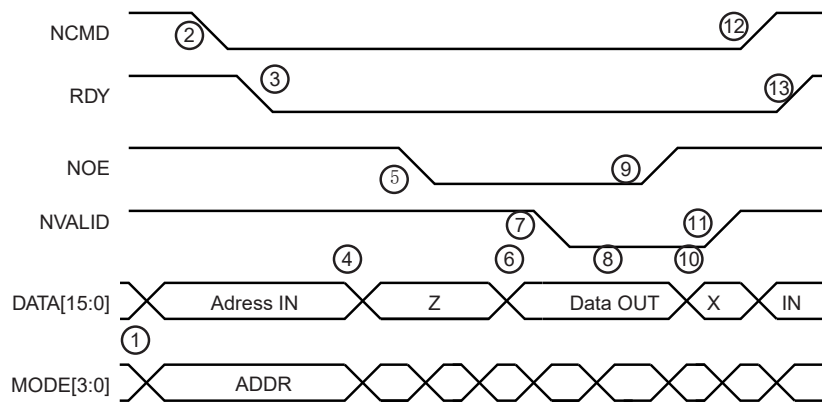 NCMD
②
⑫
RDY
③
⑬
NOE
⑤
⑨
NVALID
⑦
⑪
④
⑥
⑧
⑩
DATA[15:0]
Adress IN
Z
Data OUT
X
IN
①
MODE[3:0]
ADDR